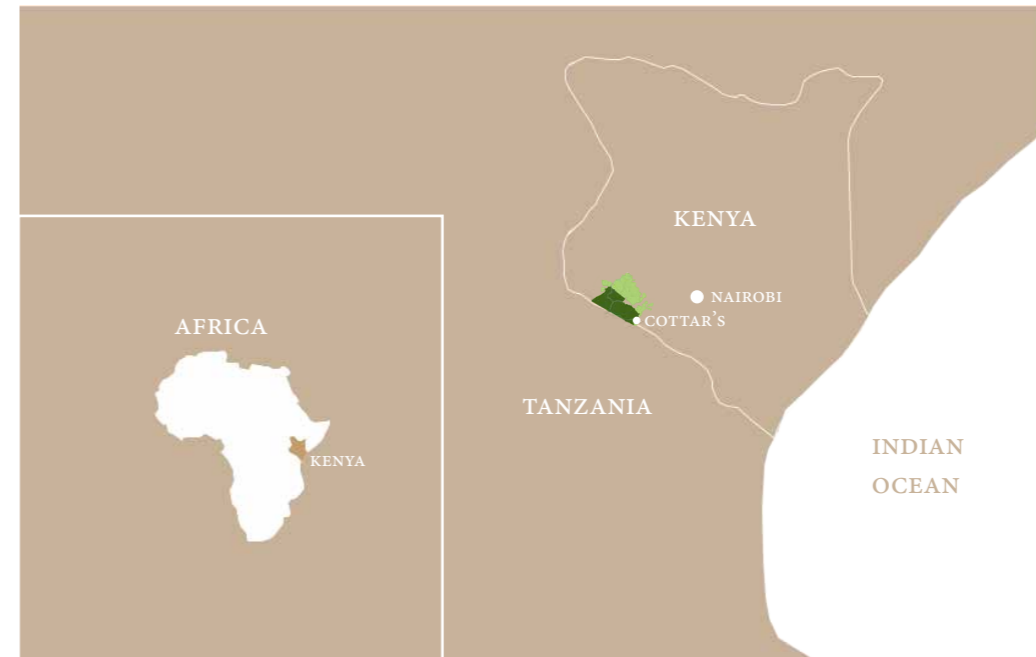 KENYA
NAIROBI
COTTAR'S
AFRICA
TANZANIA
KENYA
INDIAN
OCEAN